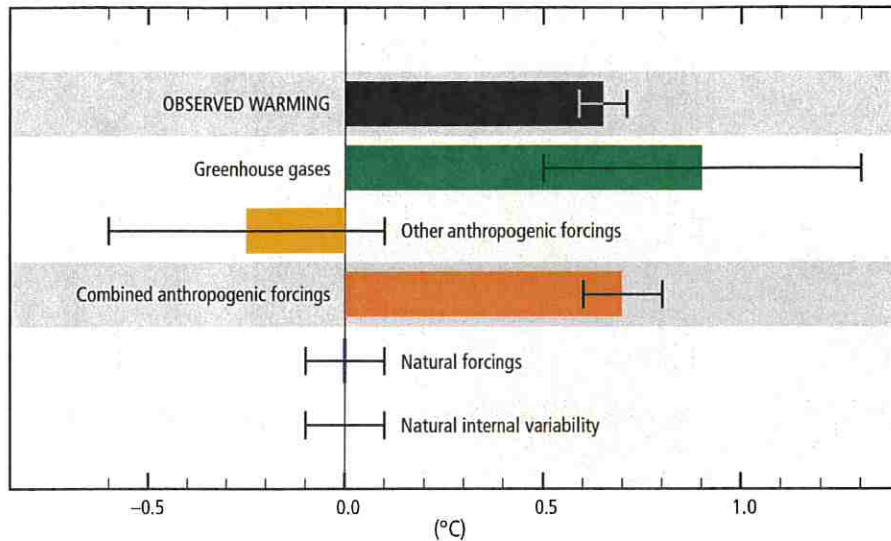 OBSERVED WARMING
Greenhouse gases
Other anthropogenic forcings
Combined anthropogenic forcings
Natural forcings
Natural internal variability
−0.5 0.0 0.5 1.0
(°C)